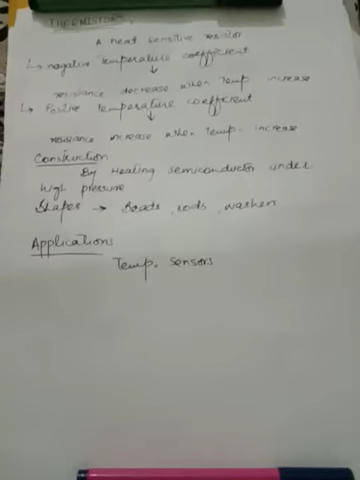 THERMISTORS
A heat sensitive resistor
↳ negative temperature coefficient
↓
resistance decrease when Temp increase
↳ Positive temperature coefficient
↓
resistance increase when Temp. increase
Construction
By Heating semiconductor under
high pressure
Shapes → Beads, rods, washers
Applications
Temp. sensors